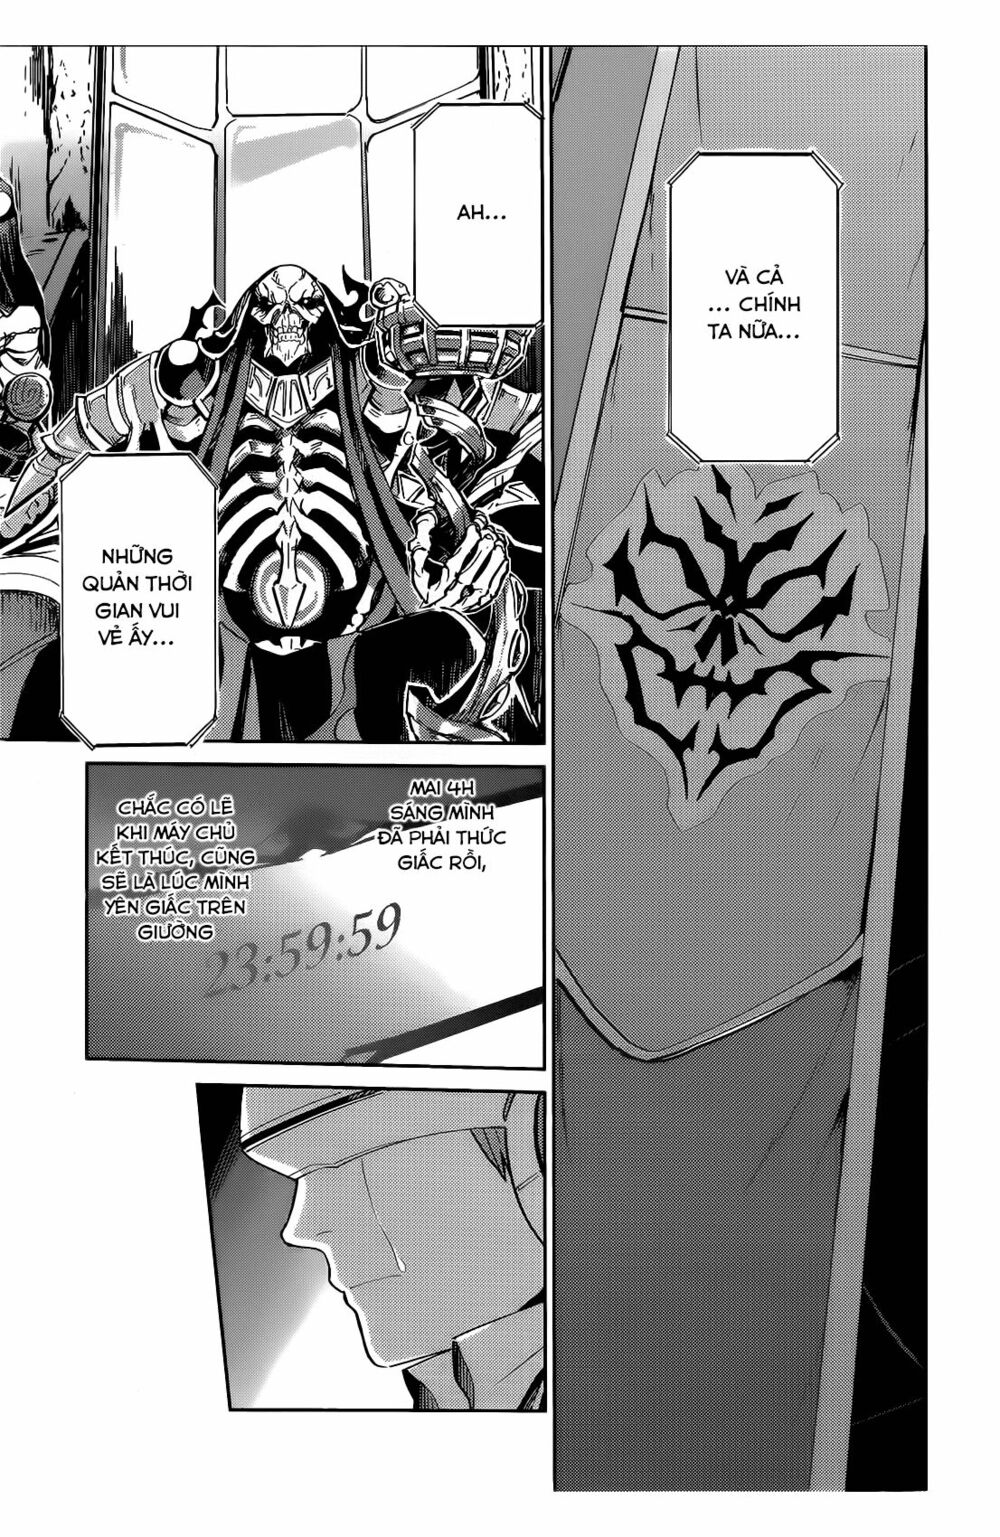 VÀ CẢ
... CHÍNH
TA NỮA...
AH...
NHỮNG
QUẢN THỜI
GIAN VUI
VẺ ẤY...
MAI 4H
SÁNG MÌNH
ĐÃ PHẢI THỨC
GIẤC RỒI,
CHẮC CÓ LẼ
KHI MÁY CHỦ
KẾT THÚC, CŨNG
SẼ LÀ LÚC MÌNH
YÊN GIẤC TRÊN
GIƯỜNG
23:59:59